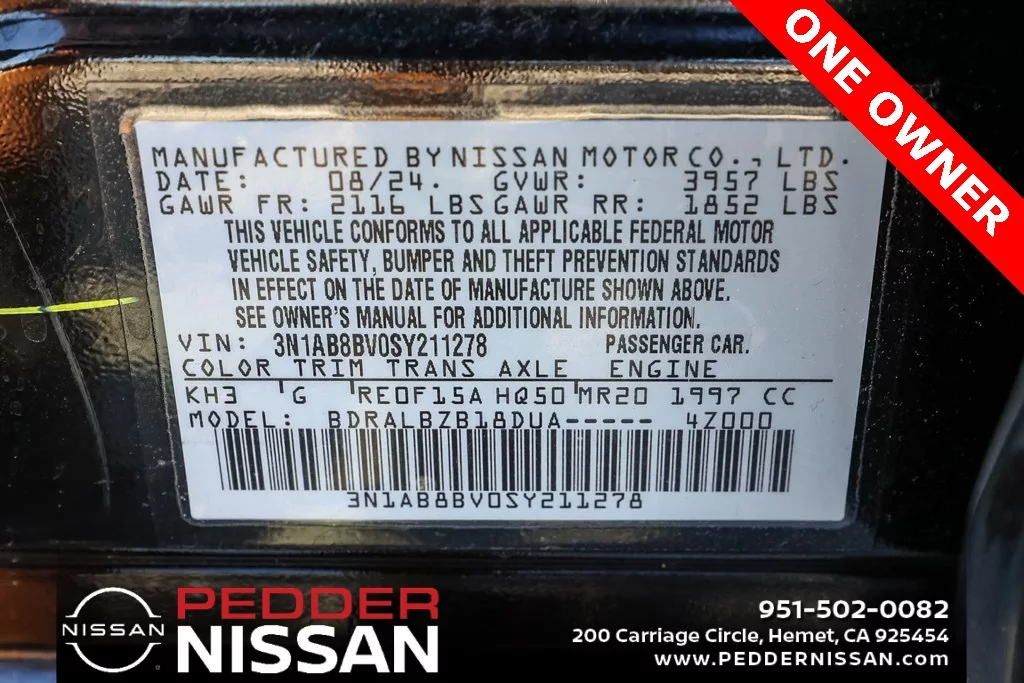 ONE OWNER
MANUFACTURED BY NISSAN MOTOR CO., LTD.
DATE: 08/24. GVWR: 3957 LBS
GAWR FR: 2116 LBS GAWR RR: 1852 LBS
THIS VEHICLE CONFORMS TO ALL APPLICABLE FEDERAL MOTOR
VEHICLE SAFETY, BUMPER AND THEFT PREVENTION STANDARDS
IN EFFECT ON THE DATE OF MANUFACTURE SHOWN ABOVE.
SEE OWNER'S MANUAL FOR ADDITIONAL INFORMATION.
VIN: 3N1AB8BV0SY211278 PASSENGER CAR.
COLOR TRIM TRANS AXLE ENGINE
KH3 G RE0F15A HQ50 MR20 1997 CC
MODEL: BDRALBZB18DUA----- 4Z000
3N1AB8BV0SY211278
NISSAN
PEDDER
NISSAN
951-502-0082
200 Carriage Circle, Hemet, CA 925454
www.PEDDERNISSAN.com